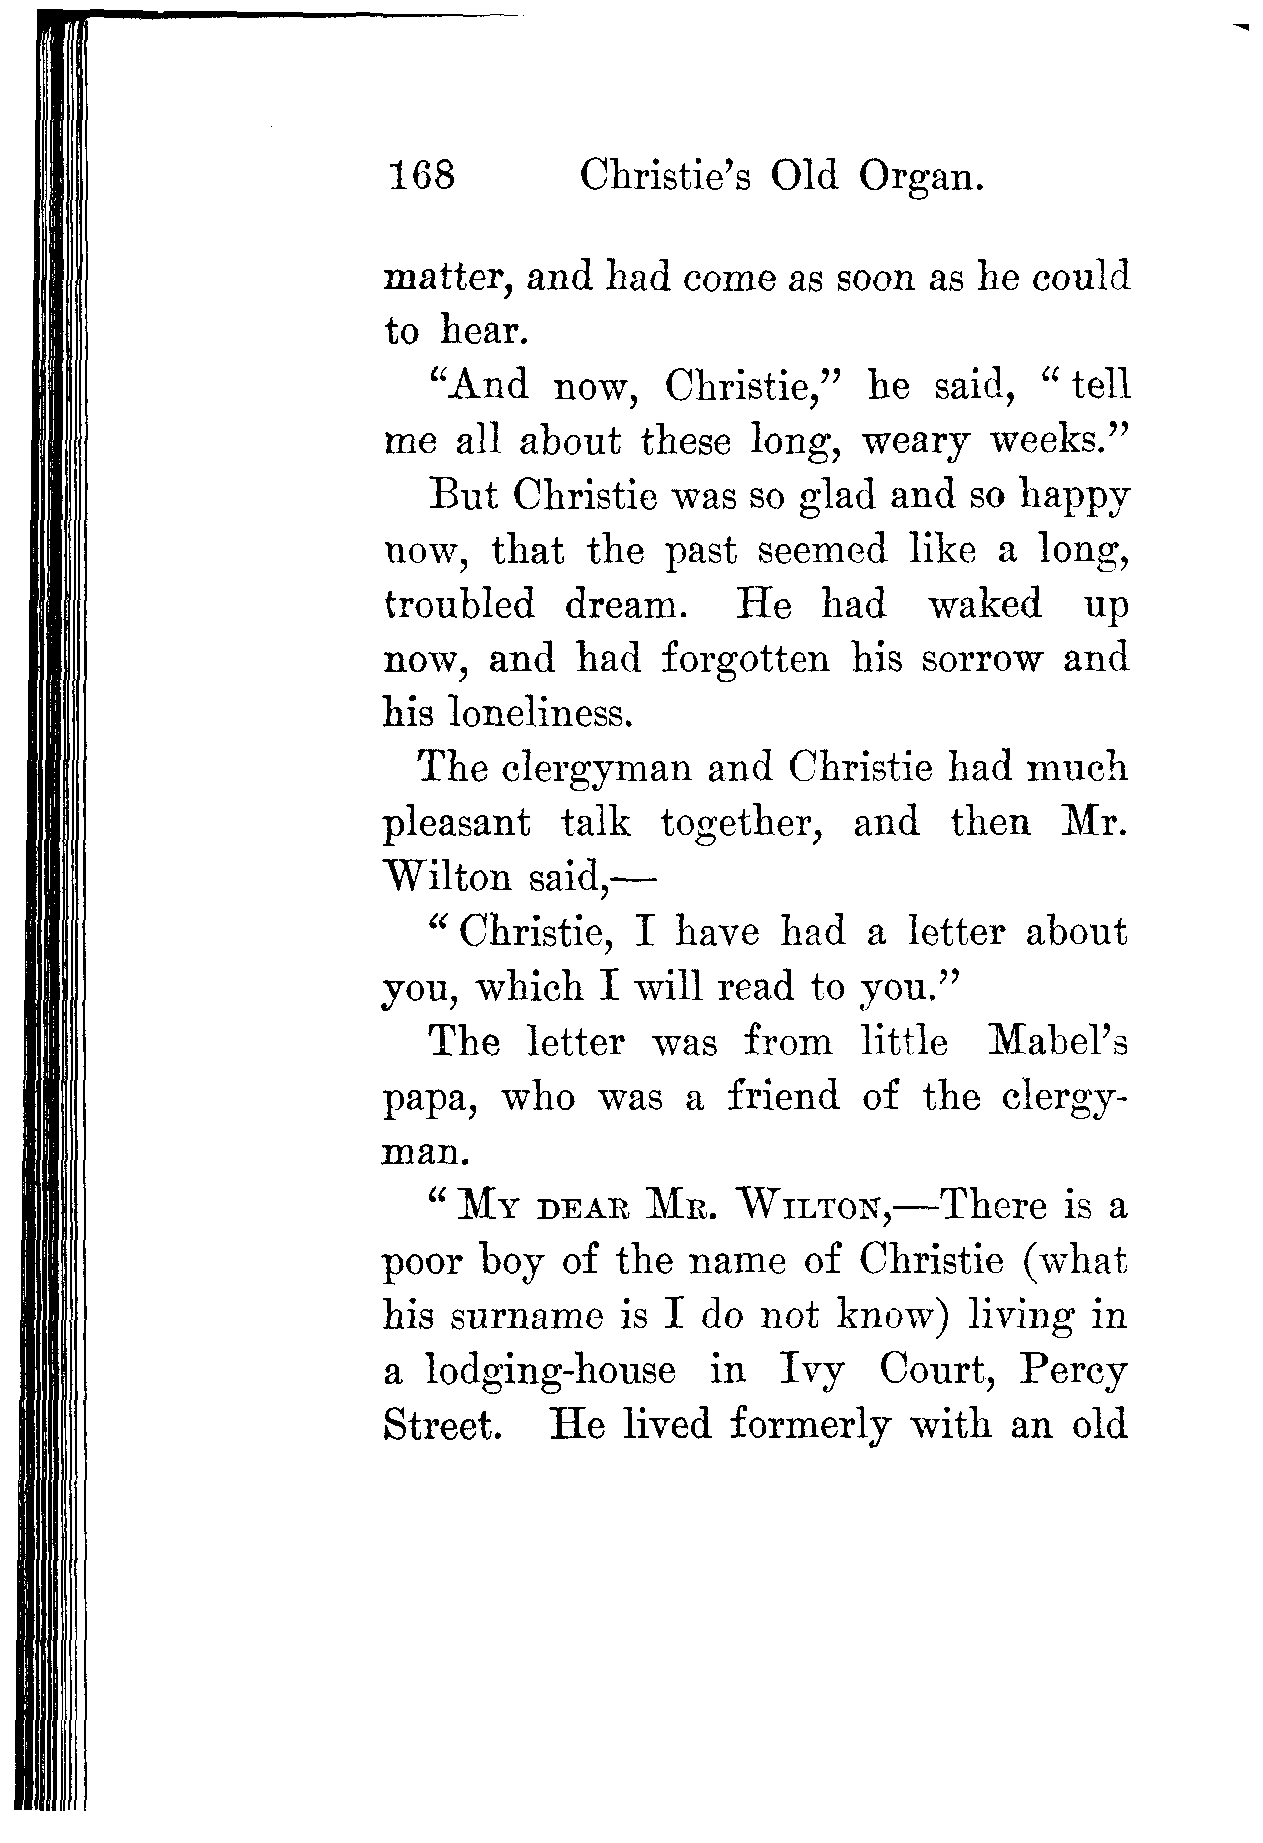 168 Christie's Old Organ.
matter, and had come as soon as he could
to hear.
“And now, Christie,” he said, “ tell
me all about these long, weary weeks.”
But Christie was so glad and so happy
now, that the past seemed like a long,
troubled dream. He had waked up
now, and had forgotten his sorrow and
his loneliness.
The clergyman and Christie had much
pleasant talk together, and then Mr.
Wilton said,—
“ Christie, I have had a letter about
you, which I will read to you.”
The letter was from little Mabel's
papa, who was a friend of the clergy-
man.
“ MY DEAR MR. WILTON,—There is a
poor boy of the name of Christie (what
his surname is I do not know) living in
a lodging-house in Ivy Court, Percy
Street. He lived formerly with an old